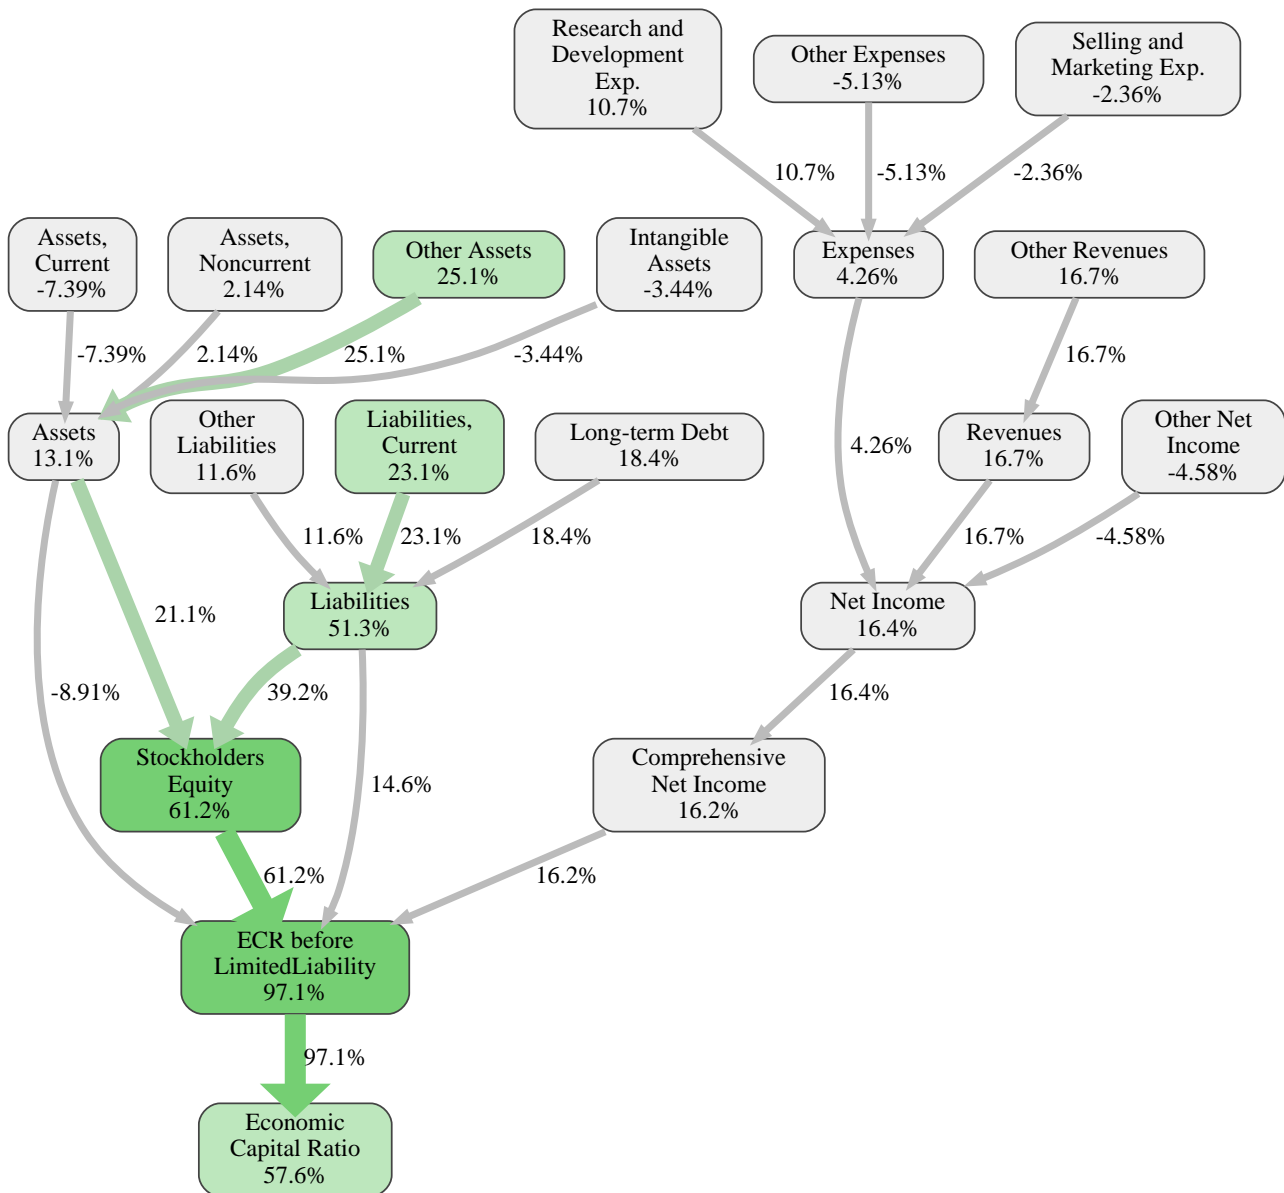 Research and
Development
Exp.
10.7%
Other Expenses
-5.13%
Selling and
Marketing Exp.
-2.36%
10.7%
-5.13%
-2.36%
Assets,
Current
-7.39%
Assets,
Noncurrent
2.14%
Other Assets
25.1%
Intangible
Assets
-3.44%
Expenses
4.26%
Other Revenues
16.7%
-7.39%
2.14%
25.1%
-3.44%
16.7%
Assets
13.1%
Other
Liabilities
11.6%
Liabilities,
Current
23.1%
Long-term Debt
18.4%
4.26%
Revenues
16.7%
Other Net
Income
-4.58%
11.6%
23.1%
18.4%
16.7%
-4.58%
21.1%
Liabilities
51.3%
Net Income
16.4%
-8.91%
39.2%
16.4%
Stockholders
Equity
61.2%
14.6%
Comprehensive
Net Income
16.2%
61.2%
16.2%
ECR before
LimitedLiability
97.1%
97.1%
Economic
Capital Ratio
57.6%